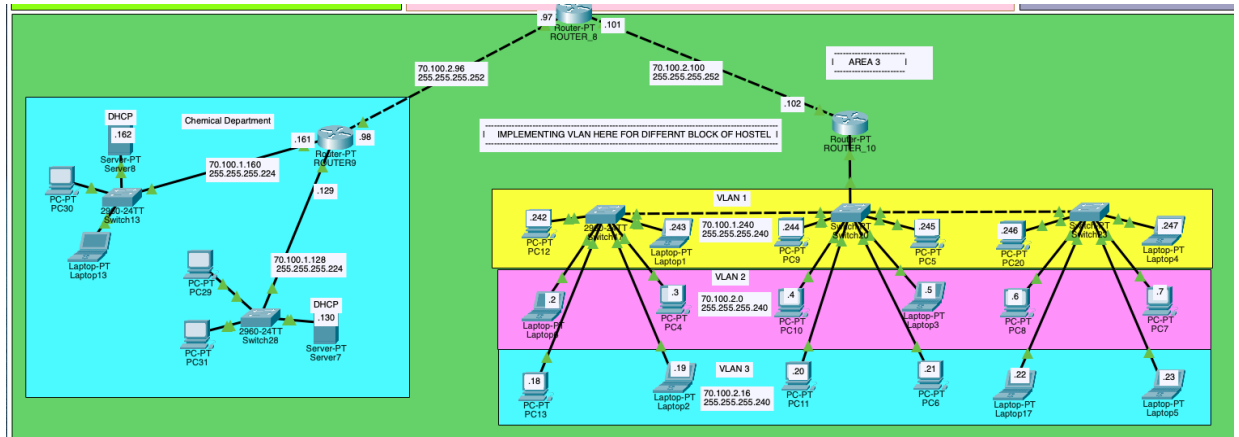 .97
Router-PT
ROUTER_8
.101
70.100.2.96
255.255.255.252
70.100.2.100
255.255.255.252
-----------------------
| AREA 3 |
-----------------------
DHCP
.162
Server-PT
Server8
Chemical Department
.161
.98
Router-PT
ROUTER9
70.100.1.160
255.255.255.224
PC-PT
PC30
2960-24TT
Switch13
Laptop-PT
Laptop13
.129
70.100.1.128
255.255.255.224
PC-PT
PC29
DHCP
.130
Server-PT
Server7
2960-24TT
Switch28
PC-PT
PC31
.102
Router-PT
ROUTER_10
| IMPLEMENTING VLAN HERE FOR DIFFERNT BLOCK OF HOSTEL |
VLAN 1
.242
PC-PT
PC12
2960-24TT
.243
Laptop-PT
Laptop1
70.100.1.240
255.255.255.240
.244
PC-PT
PC9
Switch-PT
.245
PC-PT
PC5
.246
PC-PT
PC20
Switch-PT
.247
Laptop-PT
Laptop4
VLAN 2
.2
Laptop-PT
.3
PC-PT
PC4
70.100.2.0
255.255.255.240
.4
PC-PT
PC10
.5
Laptop-PT
Laptop3
.6
PC-PT
PC8
.7
PC-PT
PC7
VLAN 3
.18
PC-PT
PC13
.19
Laptop-PT
Laptop2
70.100.2.16
255.255.255.240
.20
PC-PT
PC11
.21
PC-PT
PC6
.22
Laptop-PT
Laptop17
.23
Laptop-PT
Laptop5